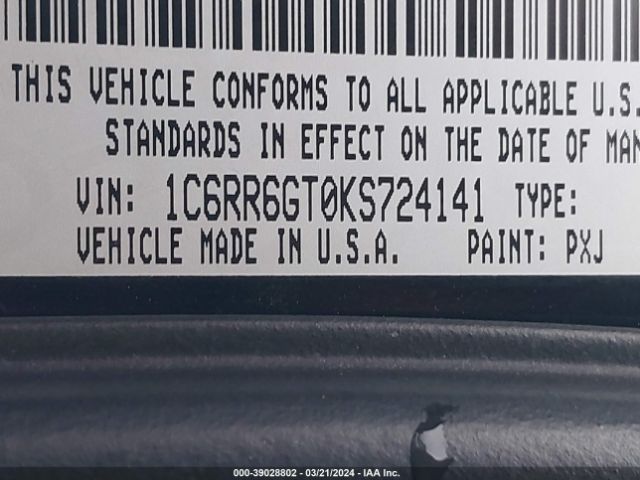 THIS VEHICLE CONFORMS TO ALL APPLICABLE U.S.
STANDARDS IN EFFECT ON THE DATE OF MAN
VIN: 1C6RR6GT0KS724141 TYPE:
VEHICLE MADE IN U.S.A. PAINT: PXJ
000-39028802 - 03/21/2024 - IAA Inc.